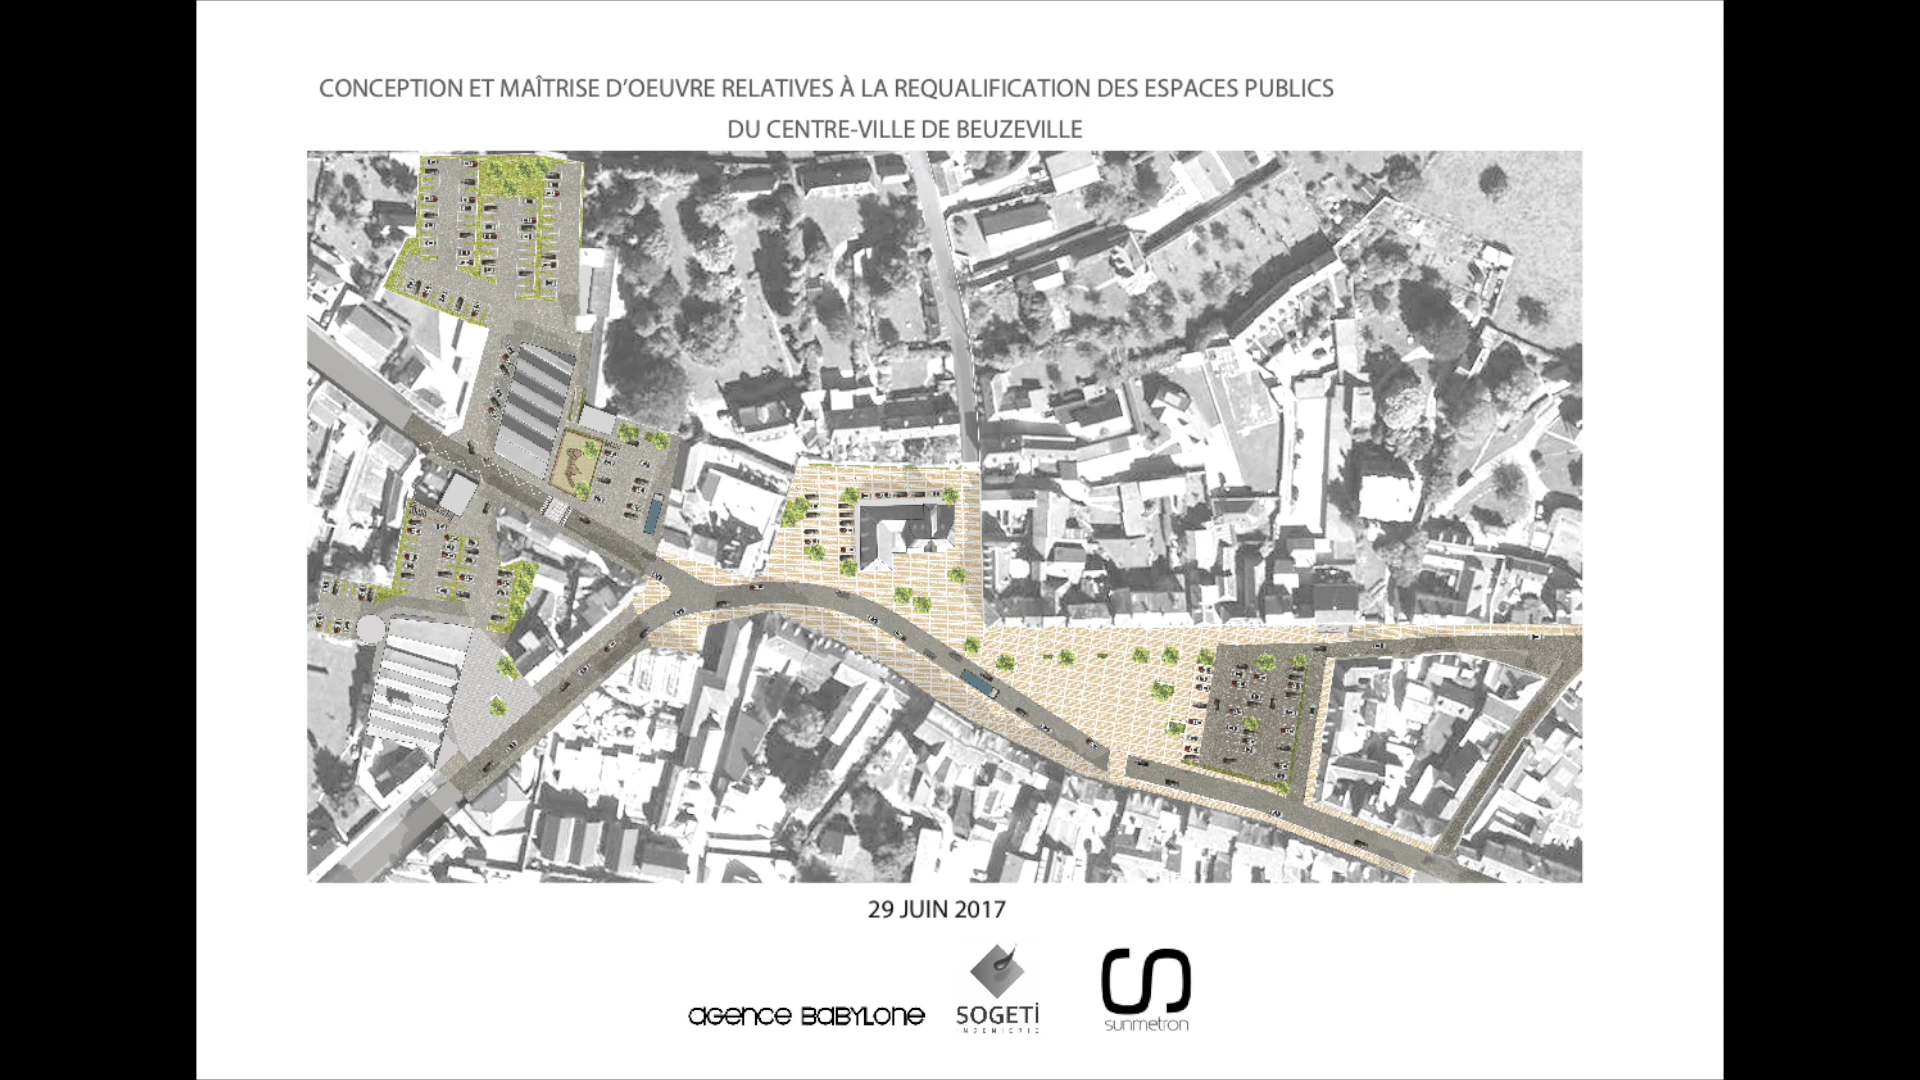 CONCEPTION ET MAÎTRISE D'OEUVRE RELATIVES À LA REQUALIFICATION DES ESPACES PUBLICS
DU CENTRE-VILLE DE BEUZEVILLE
29 JUIN 2017
agence BABYLONE
SOGETI
INGENIERIE
sunmetron